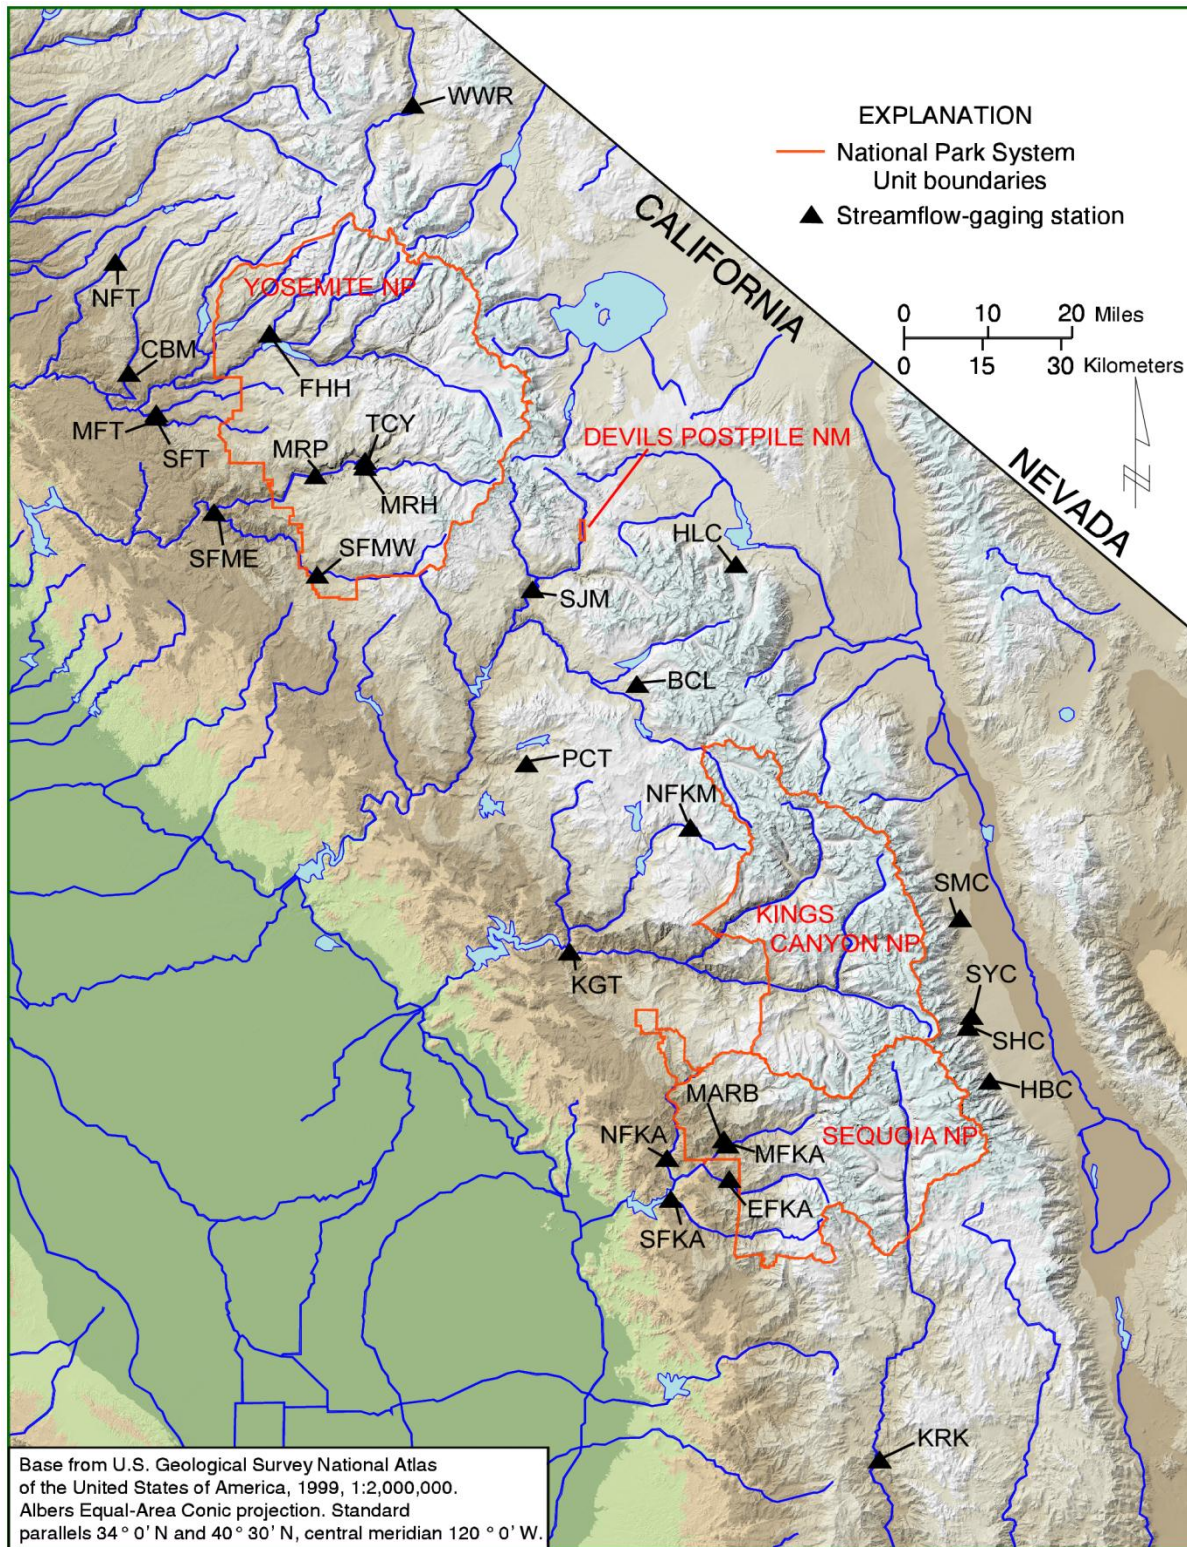 WWR
EXPLANATION
National Park System
Unit boundaries
Streamflow-gaging station
CALIFORNIA
NEVADA
0 10 20 Miles
0 15 30 Kilometers
N
YOSEMITE NP
NFT
CBM
FHH
MFT
SFT
TCY
MRP
MRH
DEVILS POSTPILE NM
SFME
SFMW
HLC
SJM
BCL
PCT
NFKM
KINGS
CANYON NP
SMC
KGT
SYC
SHC
HBC
MARB
NFKA
MFKA
SEQUOIA NP
EFKA
SFKA
KRK
Base from U.S. Geological Survey National Atlas
of the United States of America, 1999, 1:2,000,000.
Albers Equal-Area Conic projection. Standard
parallels 34° 0' N and 40° 30' N, central meridian 120° 0' W.